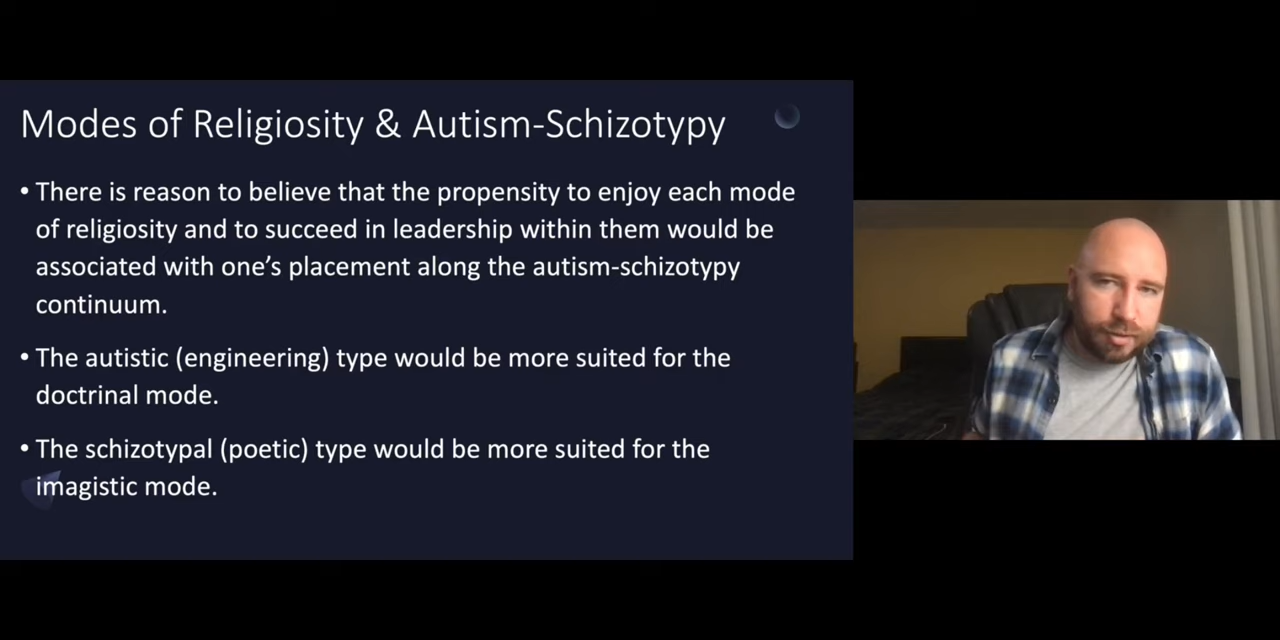 Modes of Religiosity & Autism-Schizotypy
• There is reason to believe that the propensity to enjoy each mode
of religiosity and to succeed in leadership within them would be
associated with one’s placement along the autism-schizotypy
continuum.
• The autistic (engineering) type would be more suited for the
doctrinal mode.
• The schizotypal (poetic) type would be more suited for the
imagistic mode.